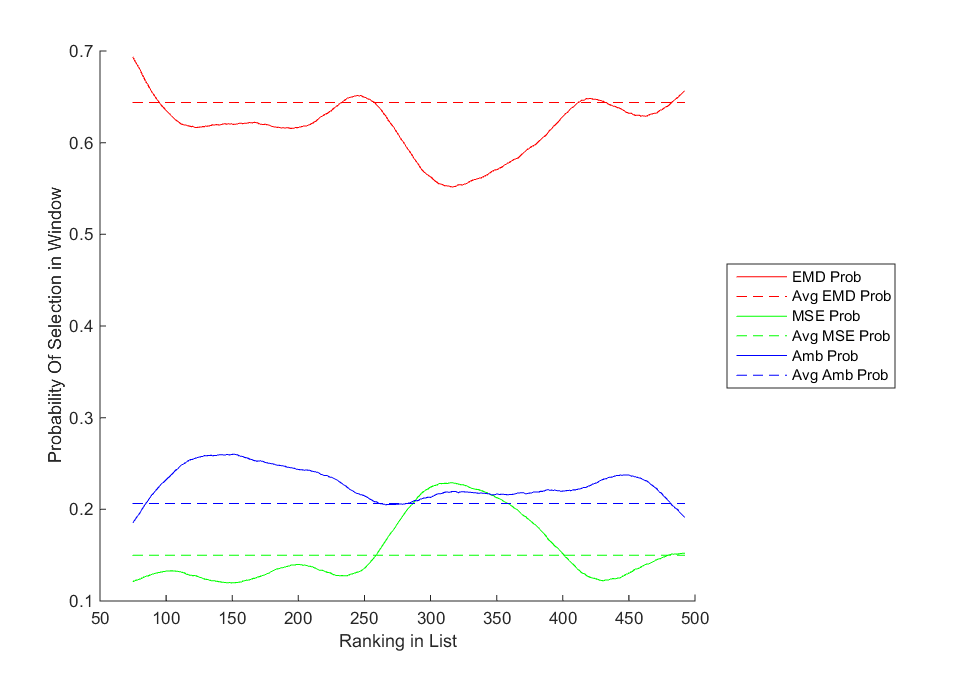 0.7
0.6
0.5
0.4
0.3
0.2
0.1
Probability Of Selection in Window
50 100 150 200 250 300 350 400 450 500
Ranking in List
EMD Prob
Avg EMD Prob
MSE Prob
Avg MSE Prob
Amb Prob
Avg Amb Prob